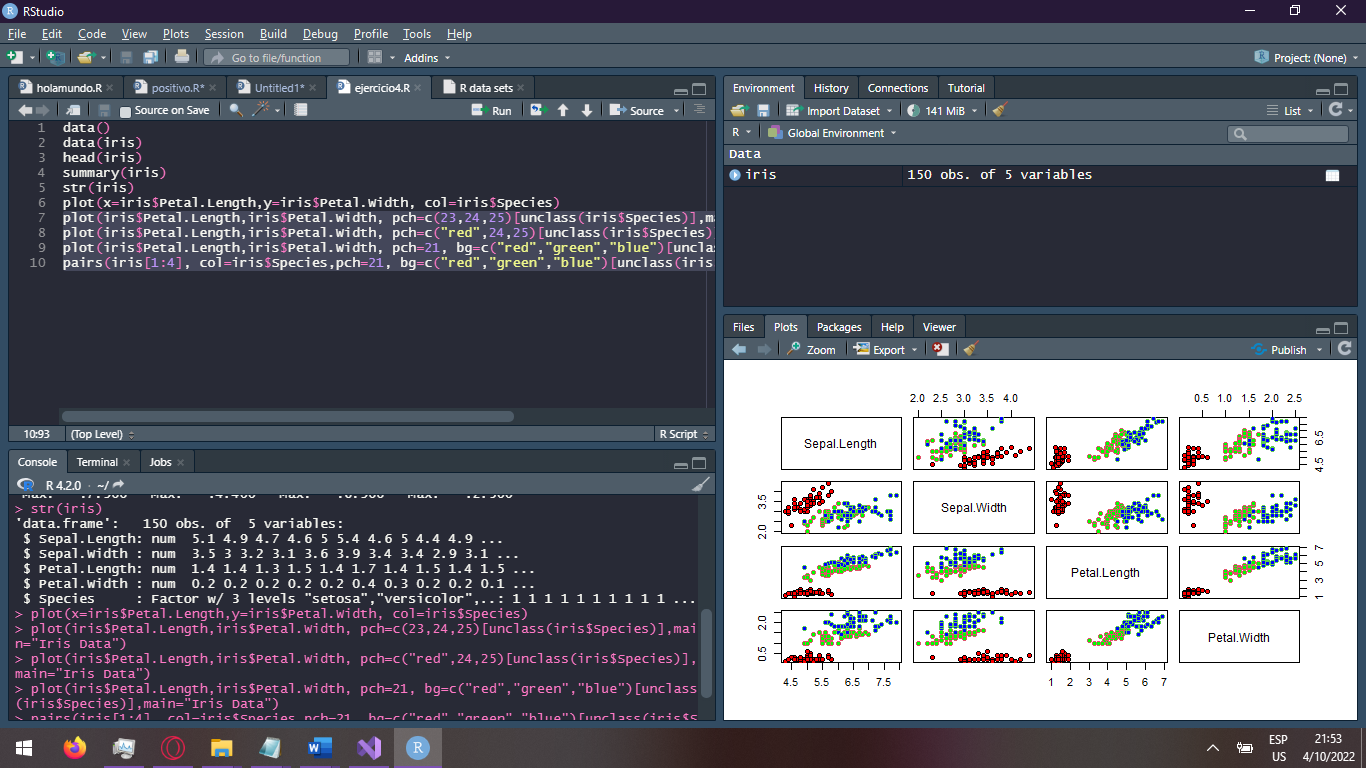 RStudio
File Edit Code View Plots Session Build Debug Profile Tools Help
Go to file/function Addins Project: (None)
holamundo.R positivo.R* Untitled1* ejercicio4.R R data sets
Source on Save Run Source
1 data()
2 data(iris)
3 head(iris)
4 summary(iris)
5 str(iris)
6 plot(x=iris$Petal.Length,y=iris$Petal.Width, col=iris$Species)
7 plot(iris$Petal.Length,iris$Petal.Width, pch=c(23,24,25)[unclass(iris$Species)],ma
8 plot(iris$Petal.Length,iris$Petal.Width, pch=c("red",24,25)[unclass(iris$Species)
9 plot(iris$Petal.Length,iris$Petal.Width, pch=21, bg=c("red","green","blue")[uncla
10 pairs(iris[1:4], col=iris$Species,pch=21, bg=c("red","green","blue")[unclass(iris
10:93 (Top Level) R Script
Console Terminal Jobs
R 4.2.0 · ~/
Max. :7.900 Max. :4.400 Max. :6.900 Max. :2.500
> str(iris)
'data.frame': 150 obs. of 5 variables:
$ Sepal.Length: num 5.1 4.9 4.7 4.6 5 5.4 4.6 5 4.4 4.9 ...
$ Sepal.Width : num 3.5 3 3.2 3.1 3.6 3.9 3.4 3.4 2.9 3.1 ...
$ Petal.Length: num 1.4 1.4 1.3 1.5 1.4 1.7 1.4 1.5 1.4 1.5 ...
$ Petal.Width : num 0.2 0.2 0.2 0.2 0.2 0.4 0.3 0.2 0.2 0.1 ...
$ Species : Factor w/ 3 levels "setosa","versicolor",..: 1 1 1 1 1 1 1 1 1 1 ...
> plot(x=iris$Petal.Length,y=iris$Petal.Width, col=iris$Species)
> plot(iris$Petal.Length,iris$Petal.Width, pch=c(23,24,25)[unclass(iris$Species)],mai
n="Iris Data")
> plot(iris$Petal.Length,iris$Petal.Width, pch=c("red",24,25)[unclass(iris$Species)],
main="Iris Data")
> plot(iris$Petal.Length,iris$Petal.Width, pch=21, bg=c("red","green","blue")[unclass
(iris$Species)],main="Iris Data")
> pairs(iris[1:4], col=iris$Species,pch=21, bg=c("red","green","blue")[unclass(iris$S
Environment History Connections Tutorial
Import Dataset 141 MiB List
R Global Environment
Data
iris 150 obs. of 5 variables
Files Plots Packages Help Viewer
Zoom Export Publish
2.0 2.5 3.0 3.5 4.0 0.5 1.0 1.5 2.0 2.5
Sepal.Length
4.5 6.5
2.0 3.5
Sepal.Width
Petal.Length
1 3 5 7
0.5 2.0
Petal.Width
4.5 5.5 6.5 7.5 1 2 3 4 5 6 7
ESP
US
21:53
4/10/2022